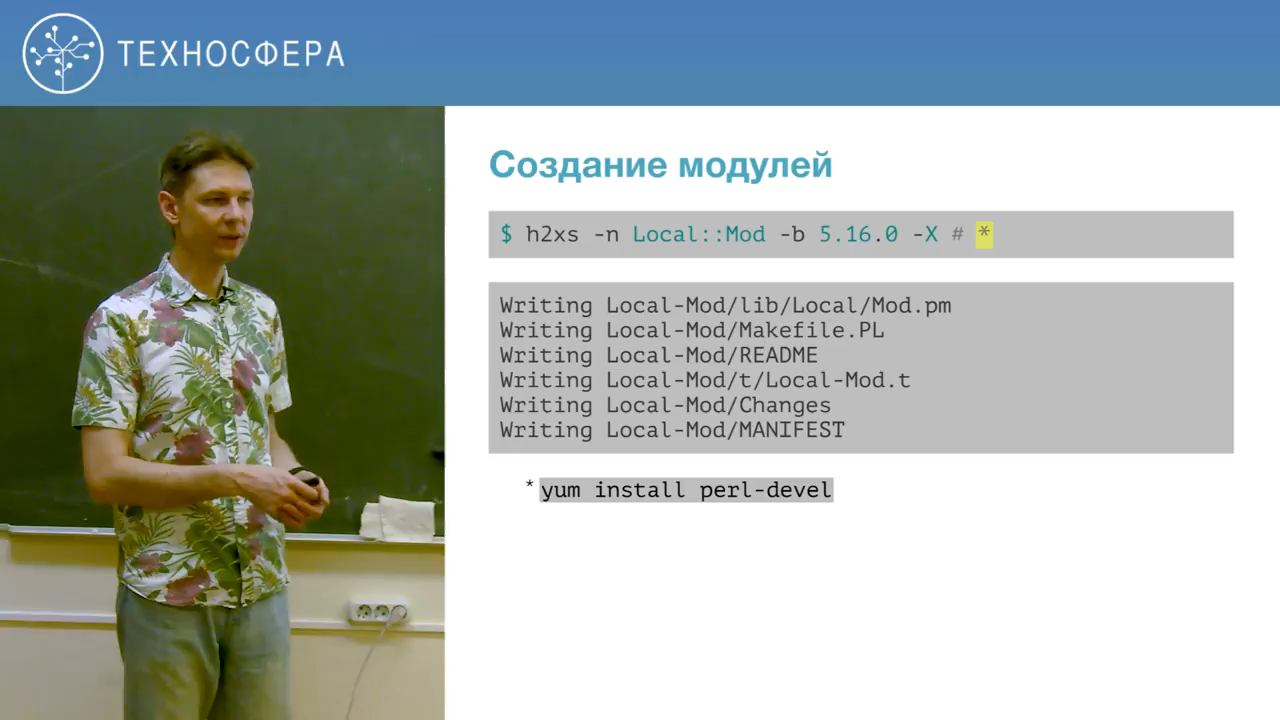 ТЕХНОСФЕРА
Создание модулей
$ h2xs -n Local::Mod -b 5.16.0 -X # *
Writing Local-Mod/lib/Local/Mod.pm
Writing Local-Mod/Makefile.PL
Writing Local-Mod/README
Writing Local-Mod/t/Local-Mod.t
Writing Local-Mod/Changes
Writing Local-Mod/MANIFEST
* yum install perl-devel